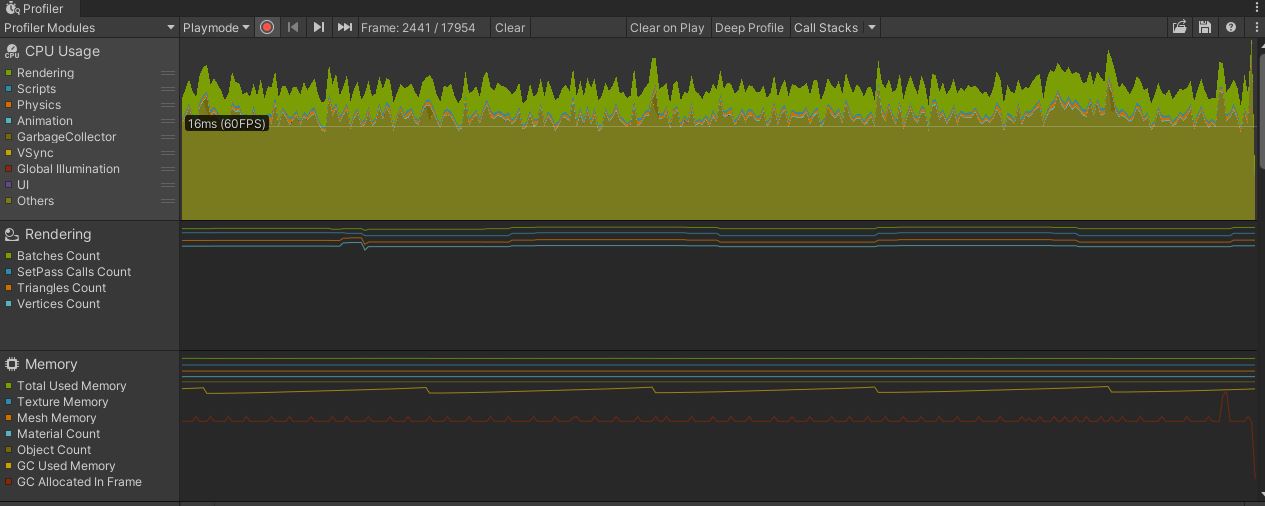 Profiler
Profiler Modules Playmode Frame: 2441 / 17954 Clear Clear on Play Deep Profile Call Stacks
CPU Usage
CPU
Rendering
Scripts
Physics
Animation
GarbageCollector
VSync
Global Illumination
UI
Others
16ms (60FPS)
Rendering
Batches Count
SetPass Calls Count
Triangles Count
Vertices Count
Memory
Total Used Memory
Texture Memory
Mesh Memory
Material Count
Object Count
GC Used Memory
GC Allocated In Frame